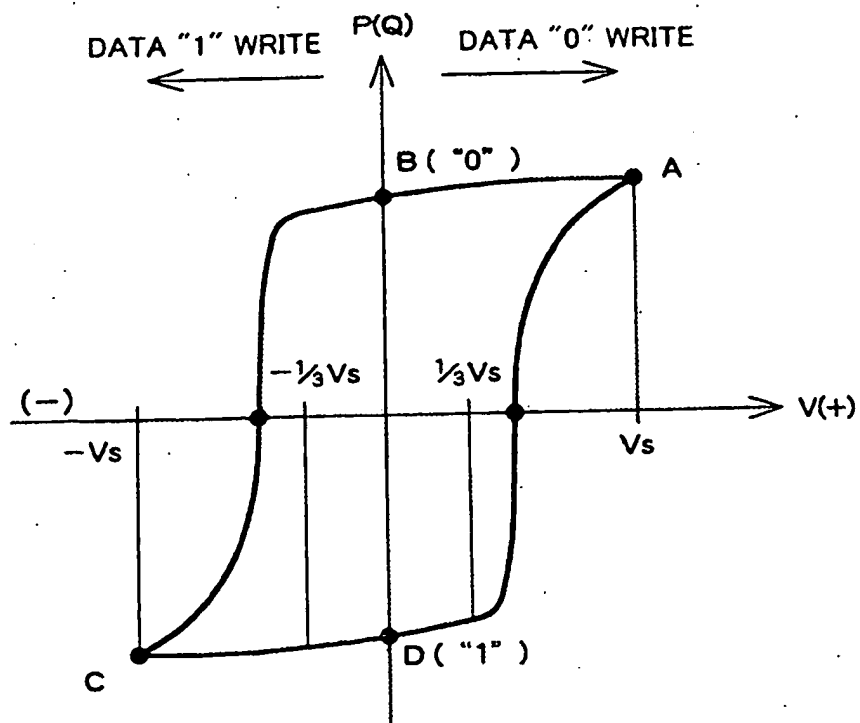 P(Q)
DATA "1" WRITE
DATA "0" WRITE
B ( "0" )
A
-1/3Vs
1/3Vs
(-)
V(+)
-Vs
Vs
D ( "1" )
C